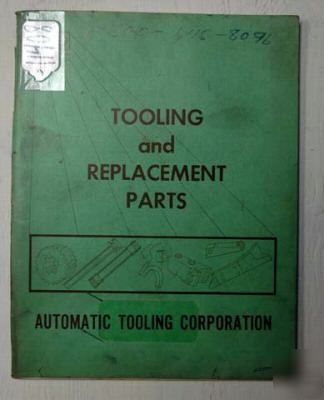 TOOLING
and
REPLACEMENT
PARTS
AUTOMATIC TOOLING CORPORATION